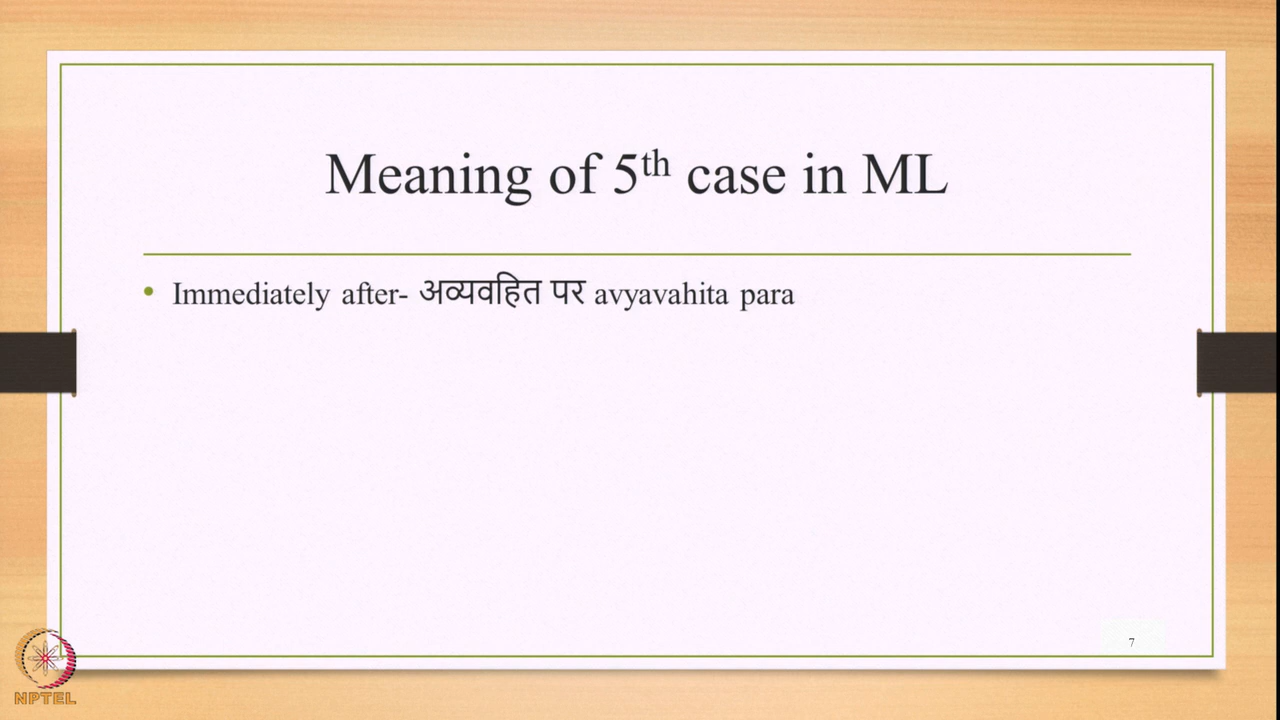 Meaning of 5th case in ML
• Immediately after- अव्यवहित पर avyavahita para
7
NPTEL